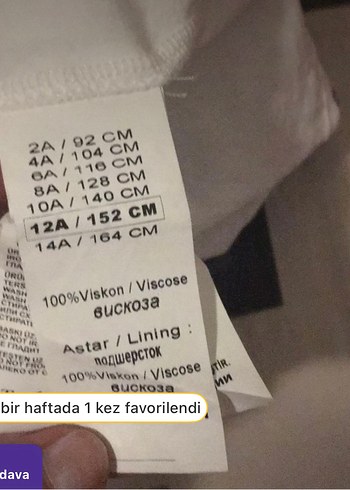 2A / 92 CM
4A / 104 CM
6A / 116 CM
8A / 128 CM
10A / 140 CM
12A / 152 CM
14A / 164 CM
100%Viskon / Viscose
вискоза
Astar / Lining :
подшерсток
100%Viskon / Viscose
вискоза
bir haftada 1 kez favorilendi
dava